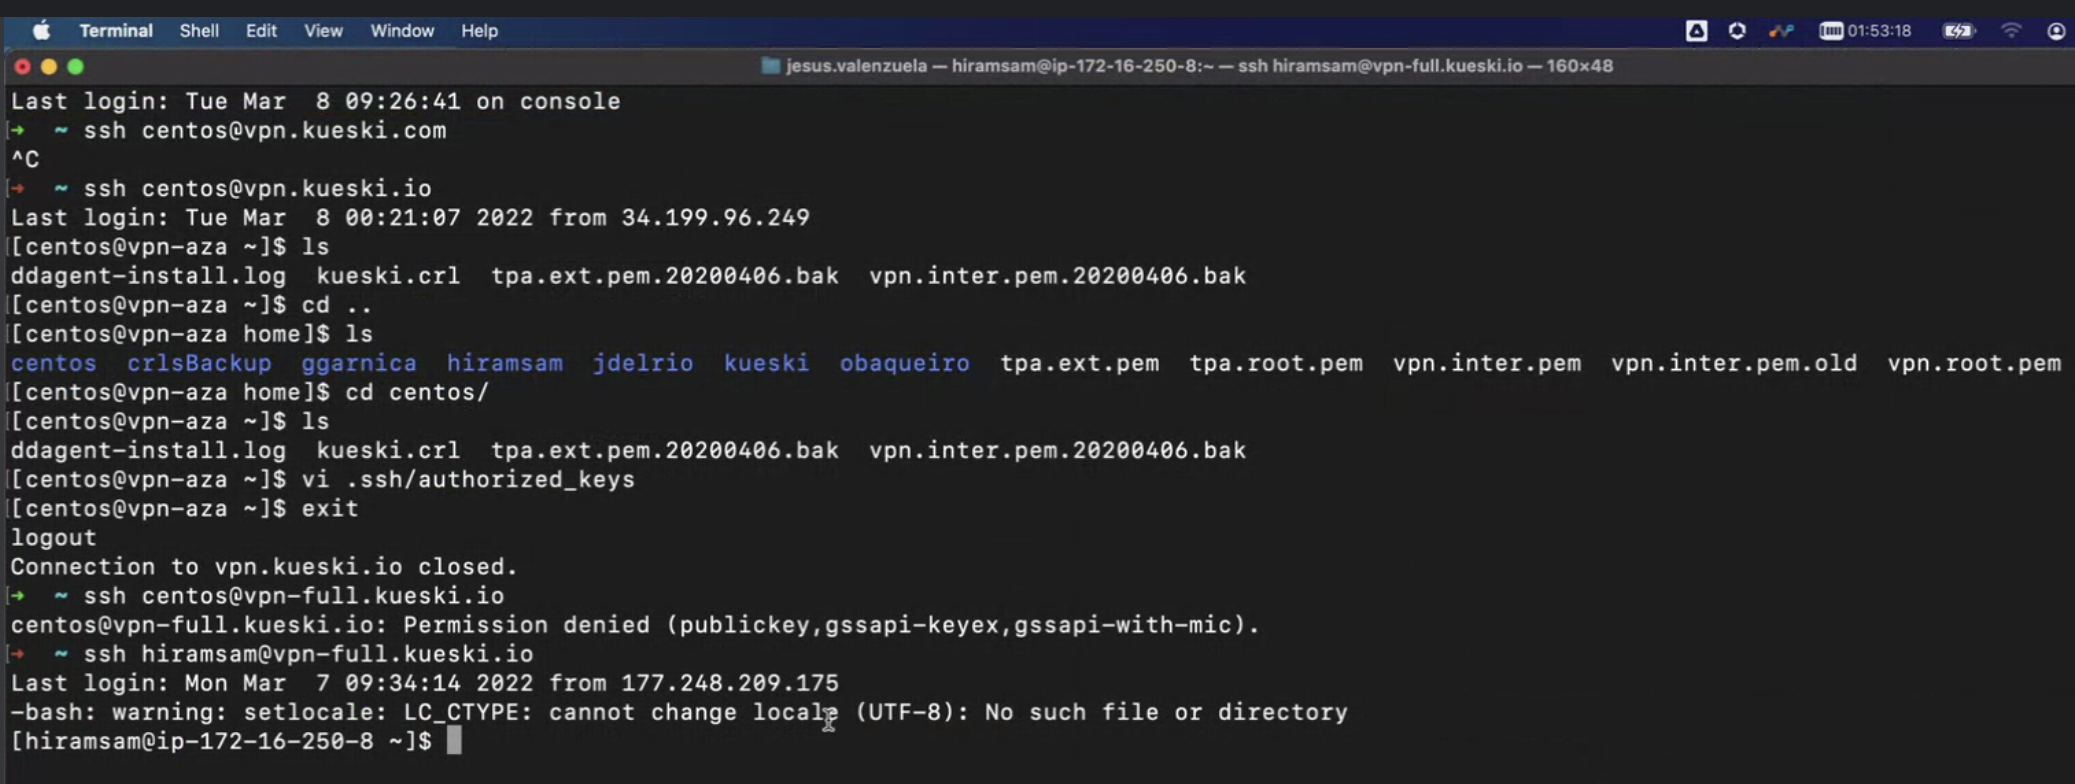 Terminal Shell Edit View Window Help 01:53:18
jesus.valenzuela — hiramsam@ip-172-16-250-8:~ — ssh hiramsam@vpn-full.kueski.io — 160×48
Last login: Tue Mar  8 09:26:41 on console
→ ~ ssh centos@vpn.kueski.com
^C
→ ~ ssh centos@vpn.kueski.io
Last login: Tue Mar  8 00:21:07 2022 from 34.199.96.249
[centos@vpn-aza ~]$ ls
ddagent-install.log  kueski.crl  tpa.ext.pem.20200406.bak  vpn.inter.pem.20200406.bak
[centos@vpn-aza ~]$ cd ..
[centos@vpn-aza home]$ ls
centos  crlsBackup  ggarnica  hiramsam  jdelrio  kueski  obaqueiro  tpa.ext.pem  tpa.root.pem  vpn.inter.pem  vpn.inter.pem.old  vpn.root.pem
[centos@vpn-aza home]$ cd centos/
[centos@vpn-aza ~]$ ls
ddagent-install.log  kueski.crl  tpa.ext.pem.20200406.bak  vpn.inter.pem.20200406.bak
[centos@vpn-aza ~]$ vi .ssh/authorized_keys
[centos@vpn-aza ~]$ exit
logout
Connection to vpn.kueski.io closed.
→ ~ ssh centos@vpn-full.kueski.io
centos@vpn-full.kueski.io: Permission denied (publickey,gssapi-keyex,gssapi-with-mic).
→ ~ ssh hiramsam@vpn-full.kueski.io
Last login: Mon Mar  7 09:34:14 2022 from 177.248.209.175
-bash: warning: setlocale: LC_CTYPE: cannot change locale (UTF-8): No such file or directory
[hiramsam@ip-172-16-250-8 ~]$